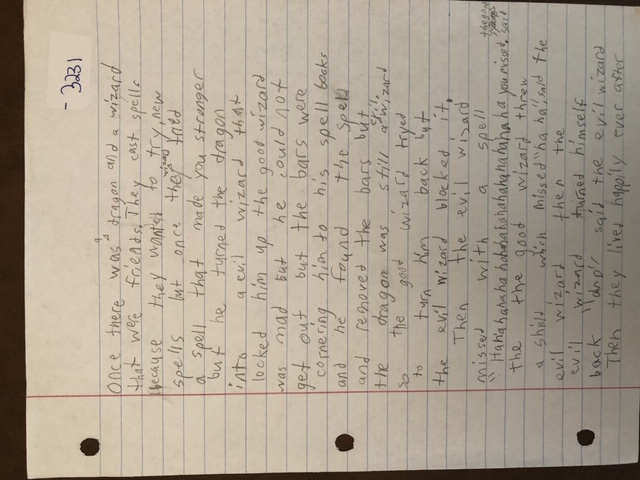 - 3231
Once there was a dragon and a wizard
that were friends. They cast spells
because they wanted to try new
spells but once the wizard tried
a spell that made you stronger
but he turned the dragon
into a evil wizard that
locked him up the good wizard
was mad but he could not
get out but the bars were
cornering him to his spell books
and he found the spell
and removed the bars but
the dragon was still a evil wizard
so the good wizard tryed
to turn him back but
the evil wizard blocked it.
Then the evil wizard
missed with a spell
"Hahahahaha hahahahahahahahahahaha you missed, said the good wizard
the the good wizard threw
a shield which missed "ha ha", said the
evil wizard then the
evil wizard turned himself
back said the evil wizard
Then they lived happily ever after